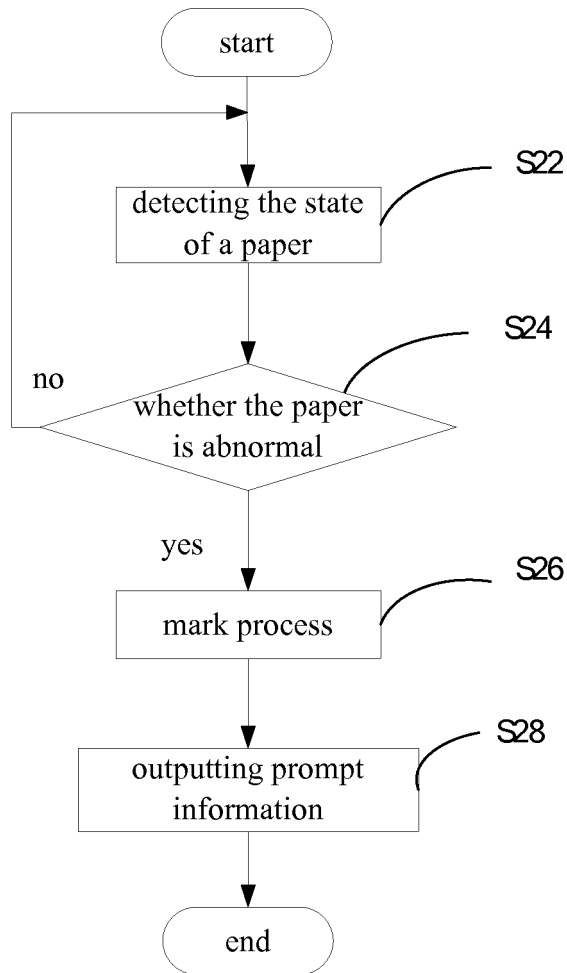 start
S22
detecting the state
of a paper
S24
no
whether the paper
is abnormal
yes
S26
mark process
S28
outputting prompt
information
end